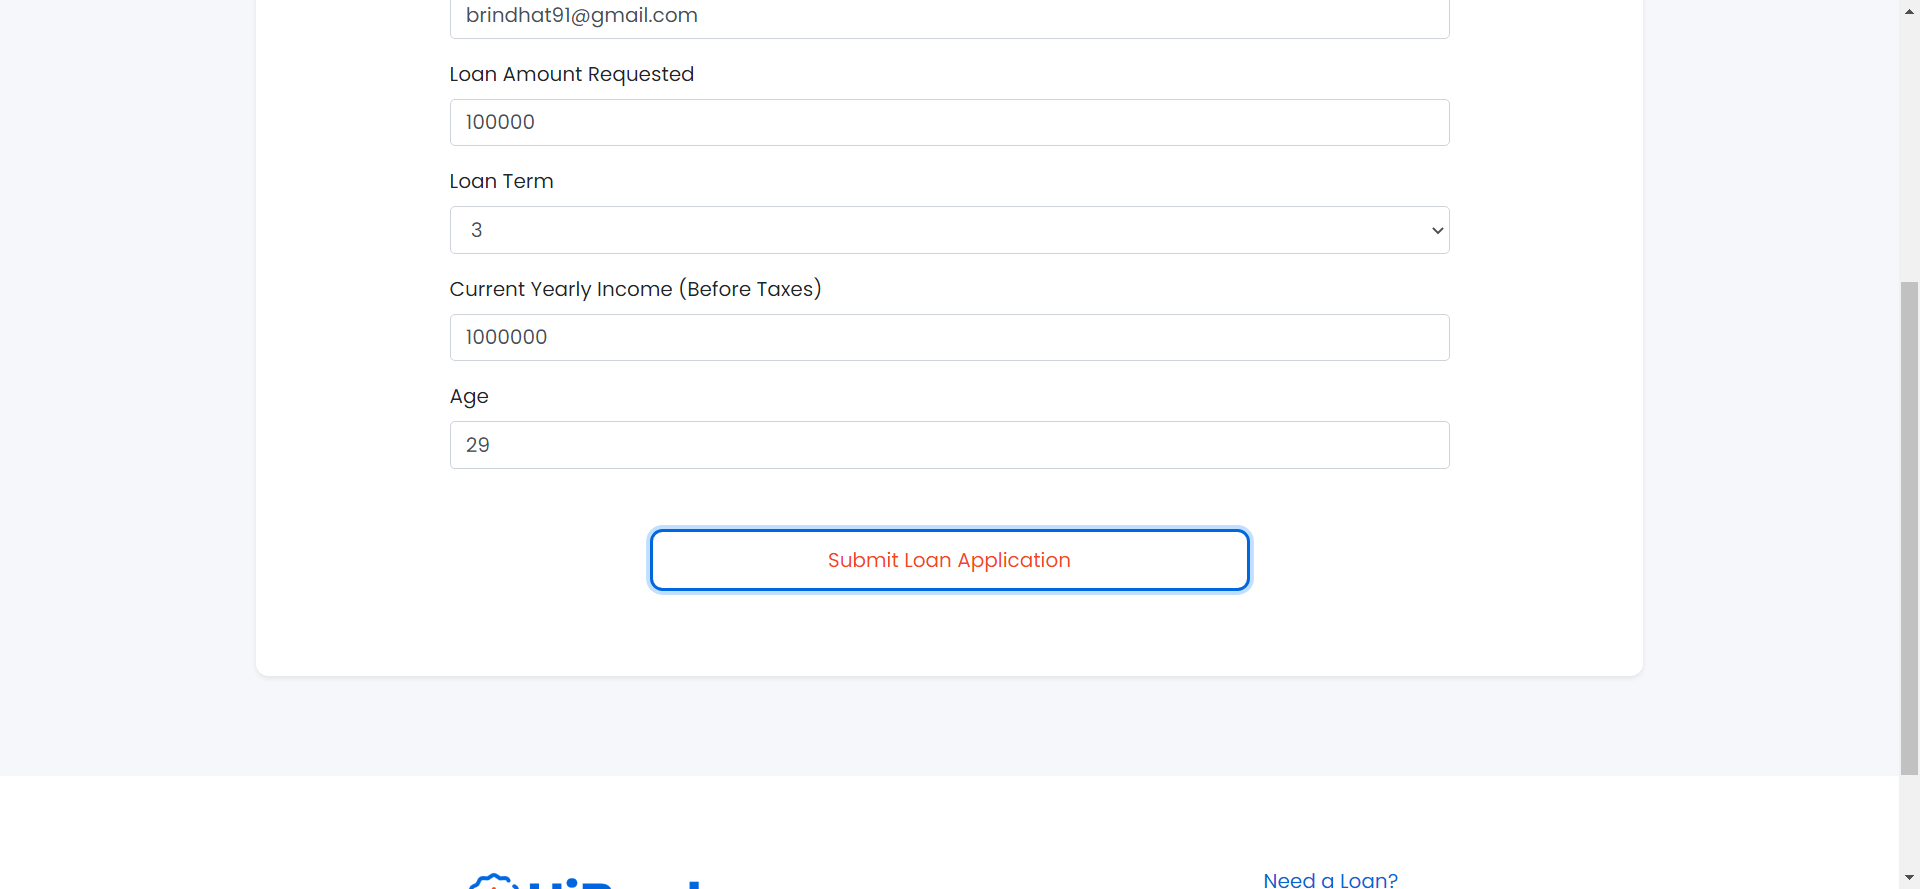 brindhat91@gmail.com
Loan Amount Requested
100000
Loan Term
3
Current Yearly Income (Before Taxes)
1000000
Age
29
Submit Loan Application
Need a Loan?